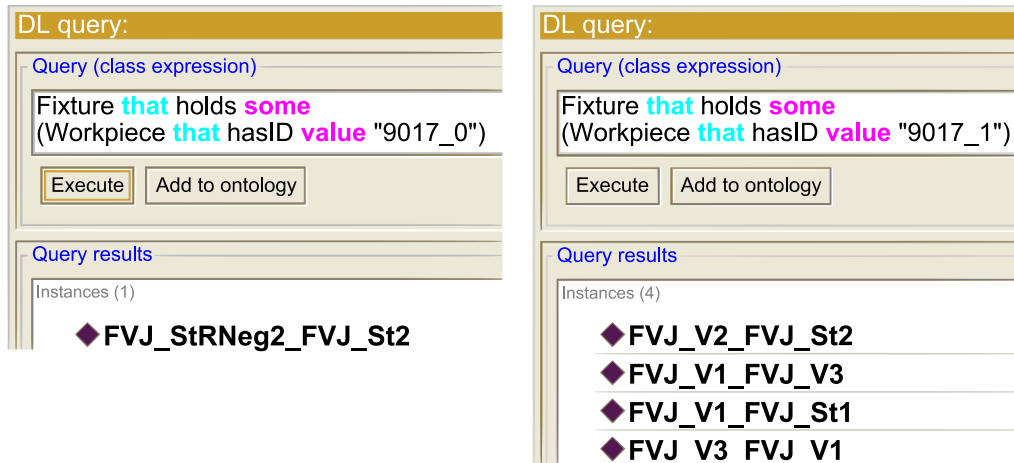 DL query:
Query (class expression)
Fixture that holds some
(Workpiece that hasID value "9017_0")
Execute
Add to ontology
Query results
Instances (1)
FVJ_StRNeg2_FVJ_St2
DL query:
Query (class expression)
Fixture that holds some
(Workpiece that hasID value "9017_1")
Execute
Add to ontology
Query results
Instances (4)
FVJ_V2_FVJ_St2
FVJ_V1_FVJ_V3
FVJ_V1_FVJ_St1
FVJ_V3_FVJ_V1